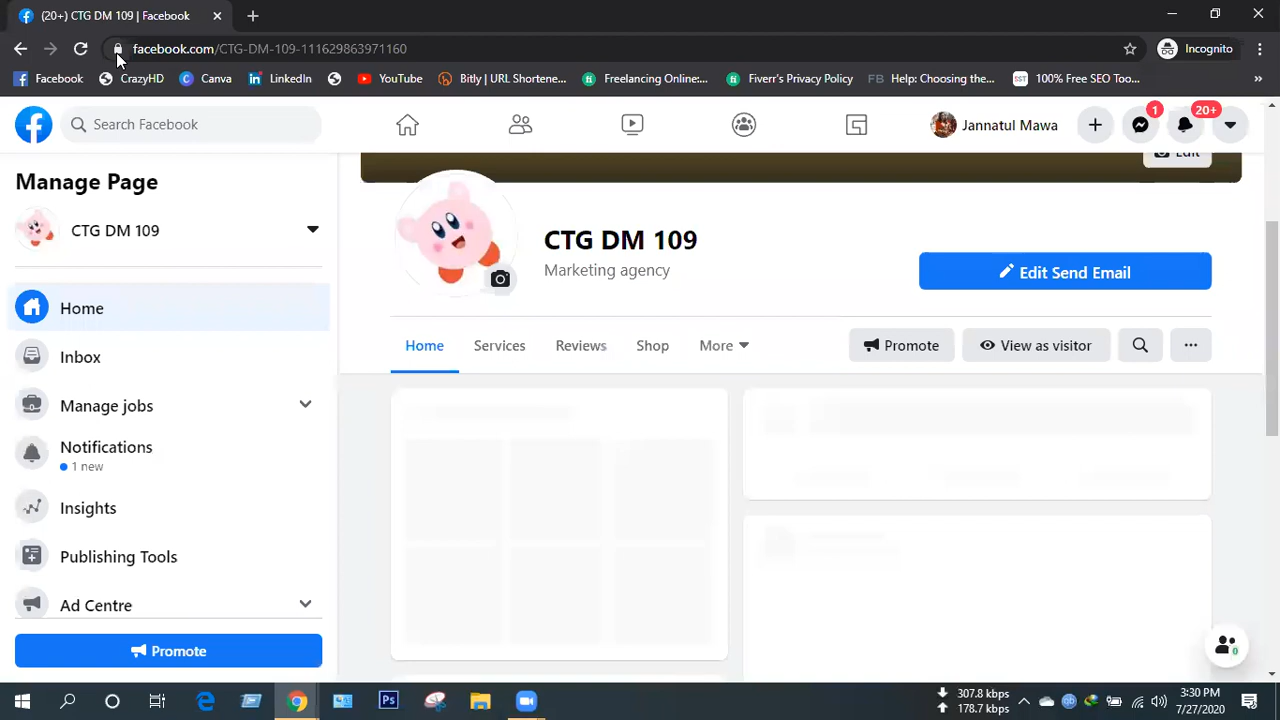 (20+) CTG DM 109 | Facebook
facebook.com/CTG-DM-109-111629863971160
Incognito
Facebook
CrazyHD
Canva
LinkedIn
YouTube
Bitly | URL Shortene...
Freelancing Online:...
Fiverr's Privacy Policy
FB Help: Choosing the...
SST 100% Free SEO Too...
Search Facebook
Jannatul Mawa
1
20+
Manage Page
CTG DM 109
Home
Inbox
Manage jobs
Notifications
1 new
Insights
Publishing Tools
Ad Centre
Promote
Edit
CTG DM 109
Marketing agency
Edit Send Email
Home
Services
Reviews
Shop
More
Promote
View as visitor
0
307.8 kbps
178.7 kbps
3:30 PM
7/27/2020